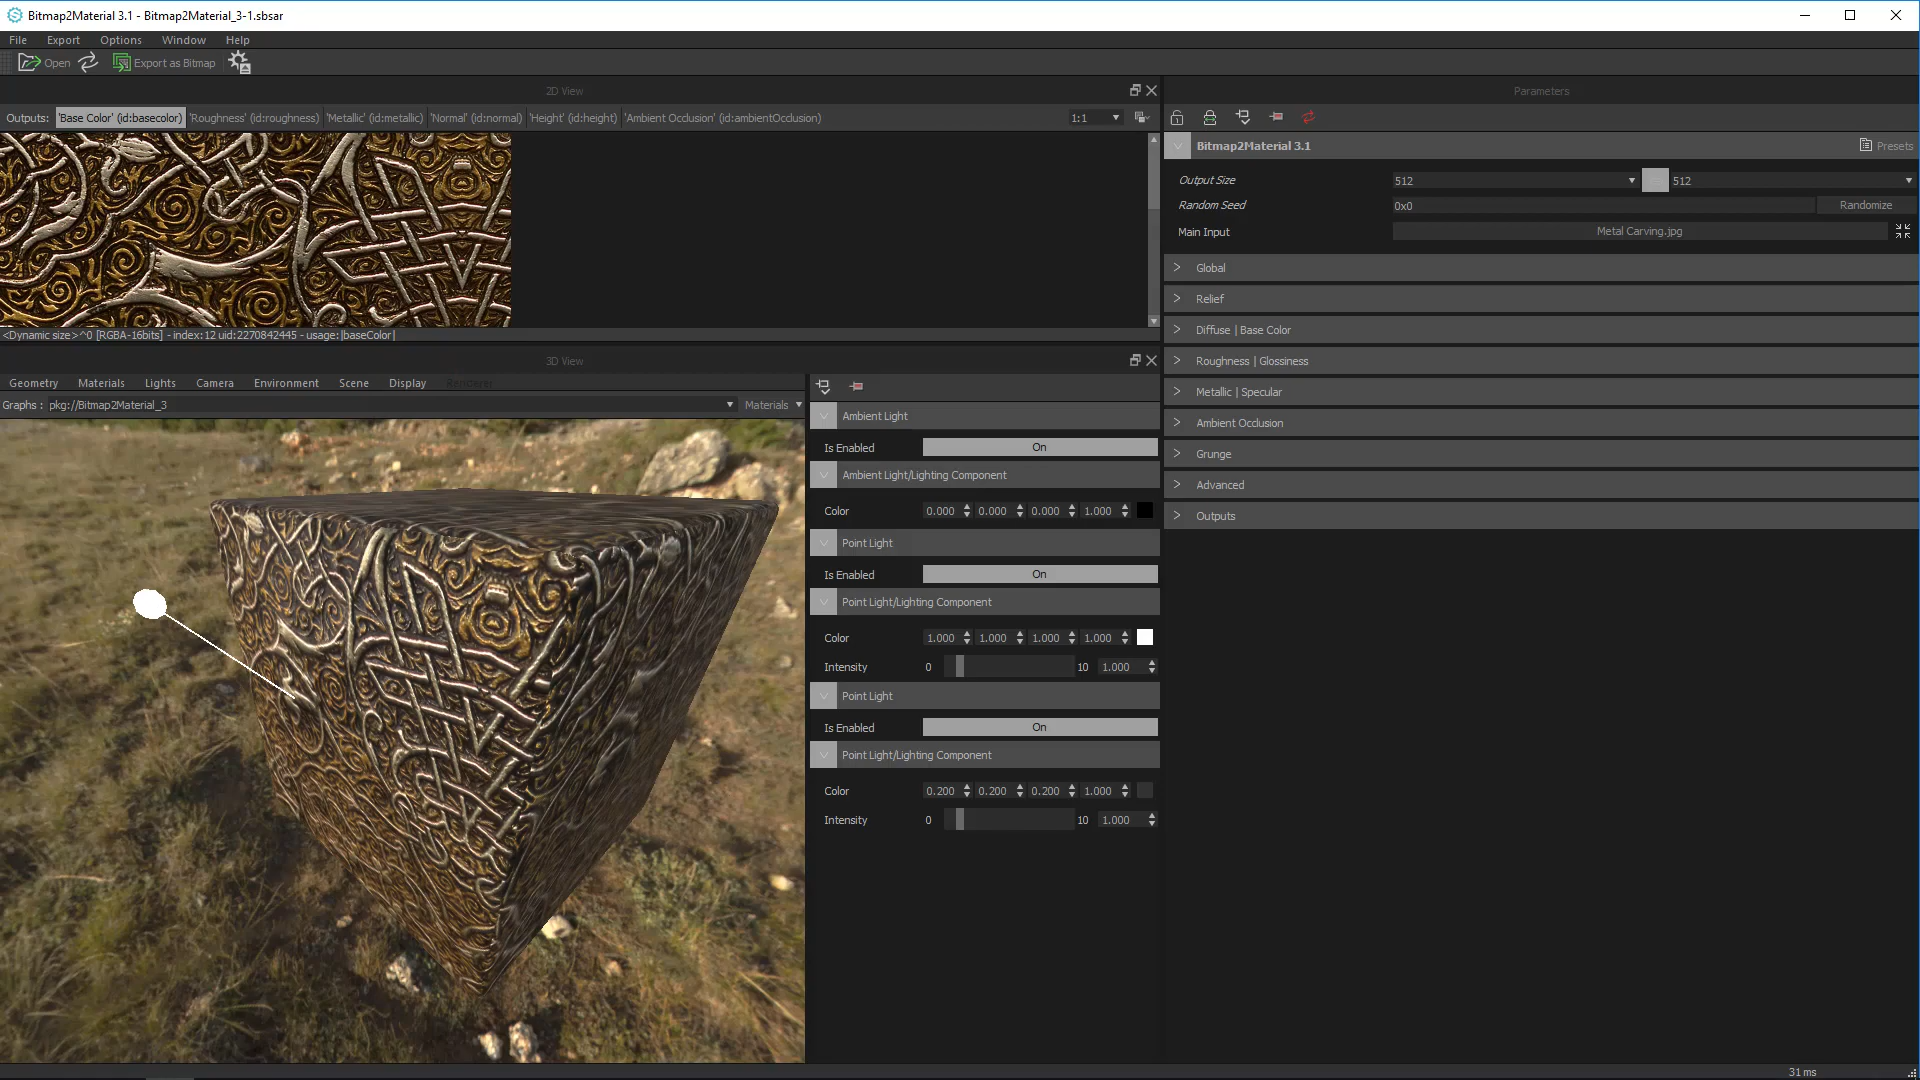 Bitmap2Material 3.1 - Bitmap2Material_3-1.sbsar
File Export Options Window Help
Open Export as Bitmap
2D View
Outputs: 'Base Color' (id:basecolor) 'Roughness' (id:roughness) 'Metallic' (id:metallic) 'Normal' (id:normal) 'Height' (id:height) 'Ambient Occlusion' (id:ambientOcclusion) 1:1
<Dynamic size>^0 [RGBA-16bits] - index:12 uid:2270842445 - usage:|baseColor|
3D View
Geometry Materials Lights Camera Environment Scene Display Renderer
Graphs : pkg://Bitmap2Material_3 Materials
Ambient Light
Is Enabled On
Ambient Light/Lighting Component
Color 0.000 0.000 0.000 1.000
Point Light
Is Enabled On
Point Light/Lighting Component
Color 1.000 1.000 1.000 1.000
Intensity 0 10 1.000
Point Light
Is Enabled On
Point Light/Lighting Component
Color 0.200 0.200 0.200 1.000
Intensity 0 10 1.000
Parameters
Bitmap2Material 3.1 Presets
Output Size 512 512
Random Seed 0x0 Randomize
Main Input Metal Carving.jpg
Global
Relief
Diffuse | Base Color
Roughness | Glossiness
Metallic | Specular
Ambient Occlusion
Grunge
Advanced
Outputs
31 ms